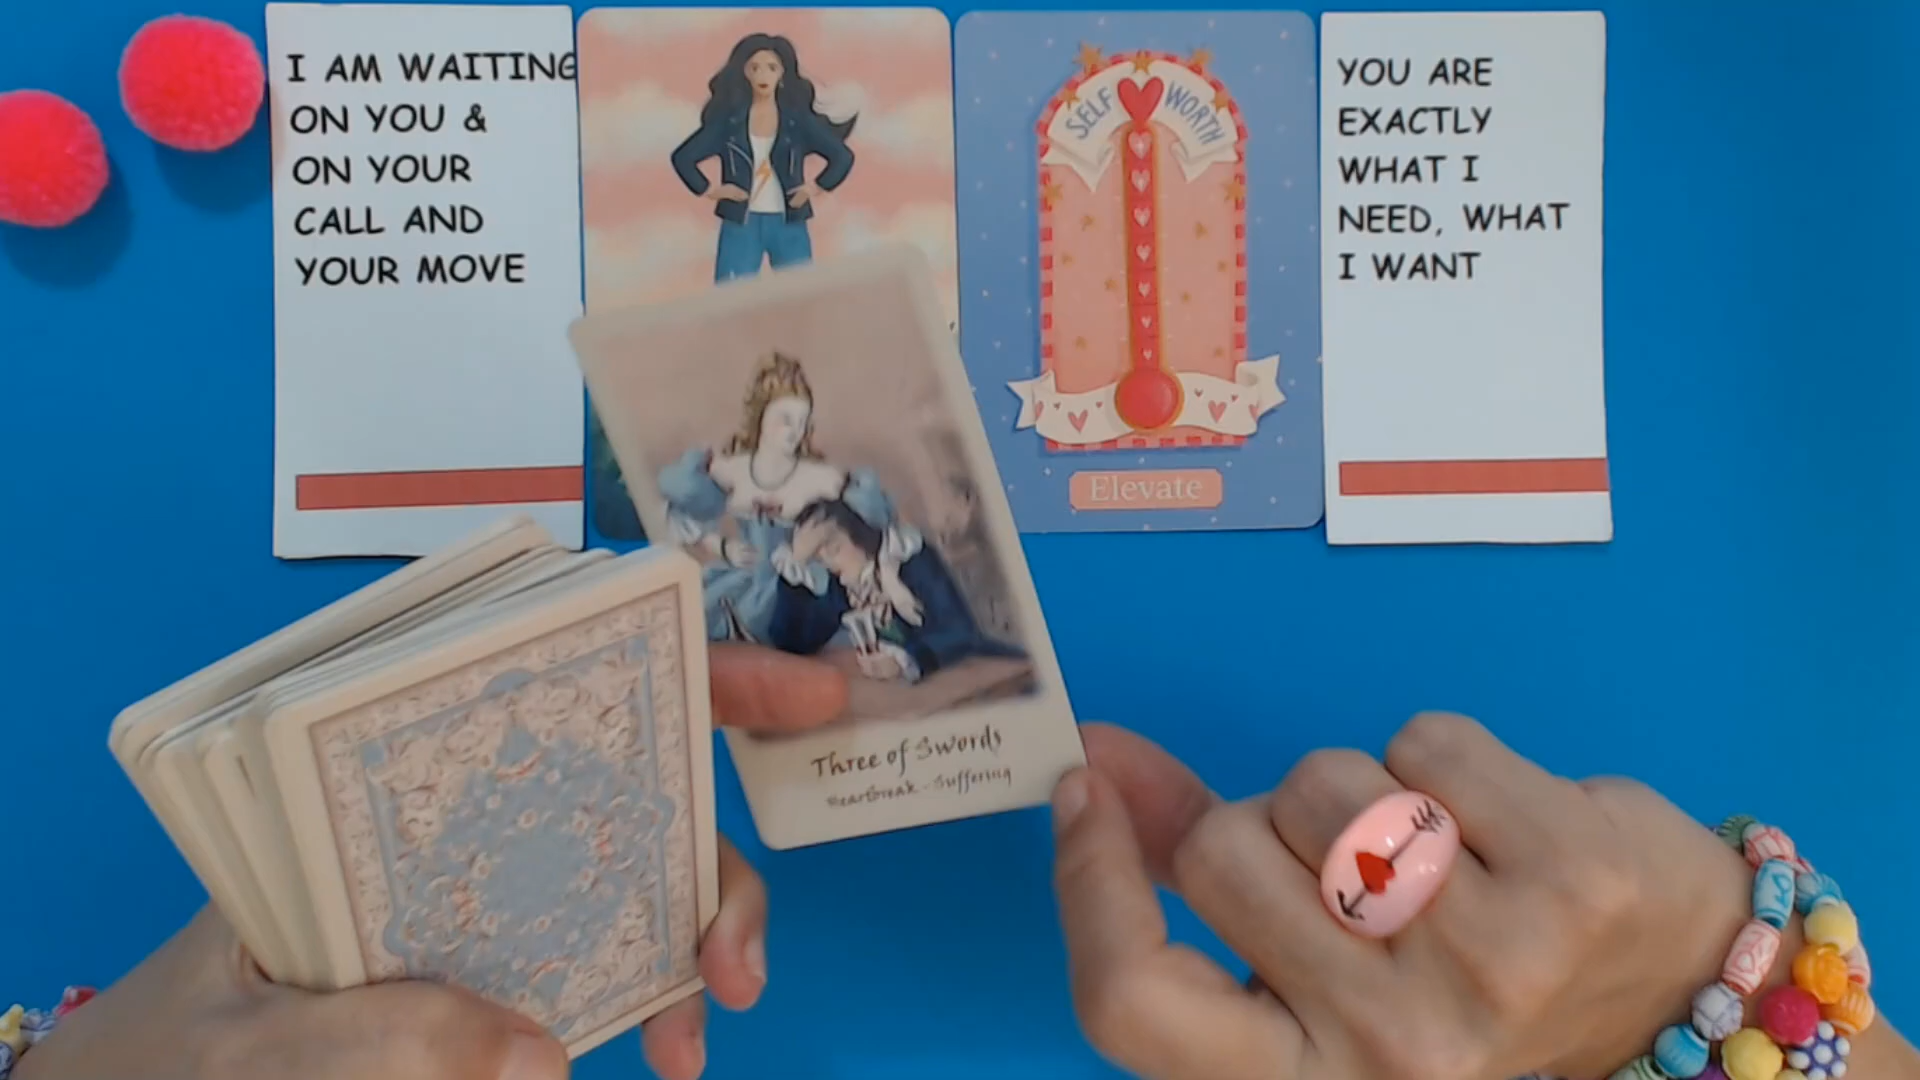 I AM WAITING
ON YOU &
ON YOUR
CALL AND
YOUR MOVE
SELF WORTH
Elevate
YOU ARE
EXACTLY
WHAT I
NEED, WHAT
I WANT
Three of Swords
Heartbreak - Suffering